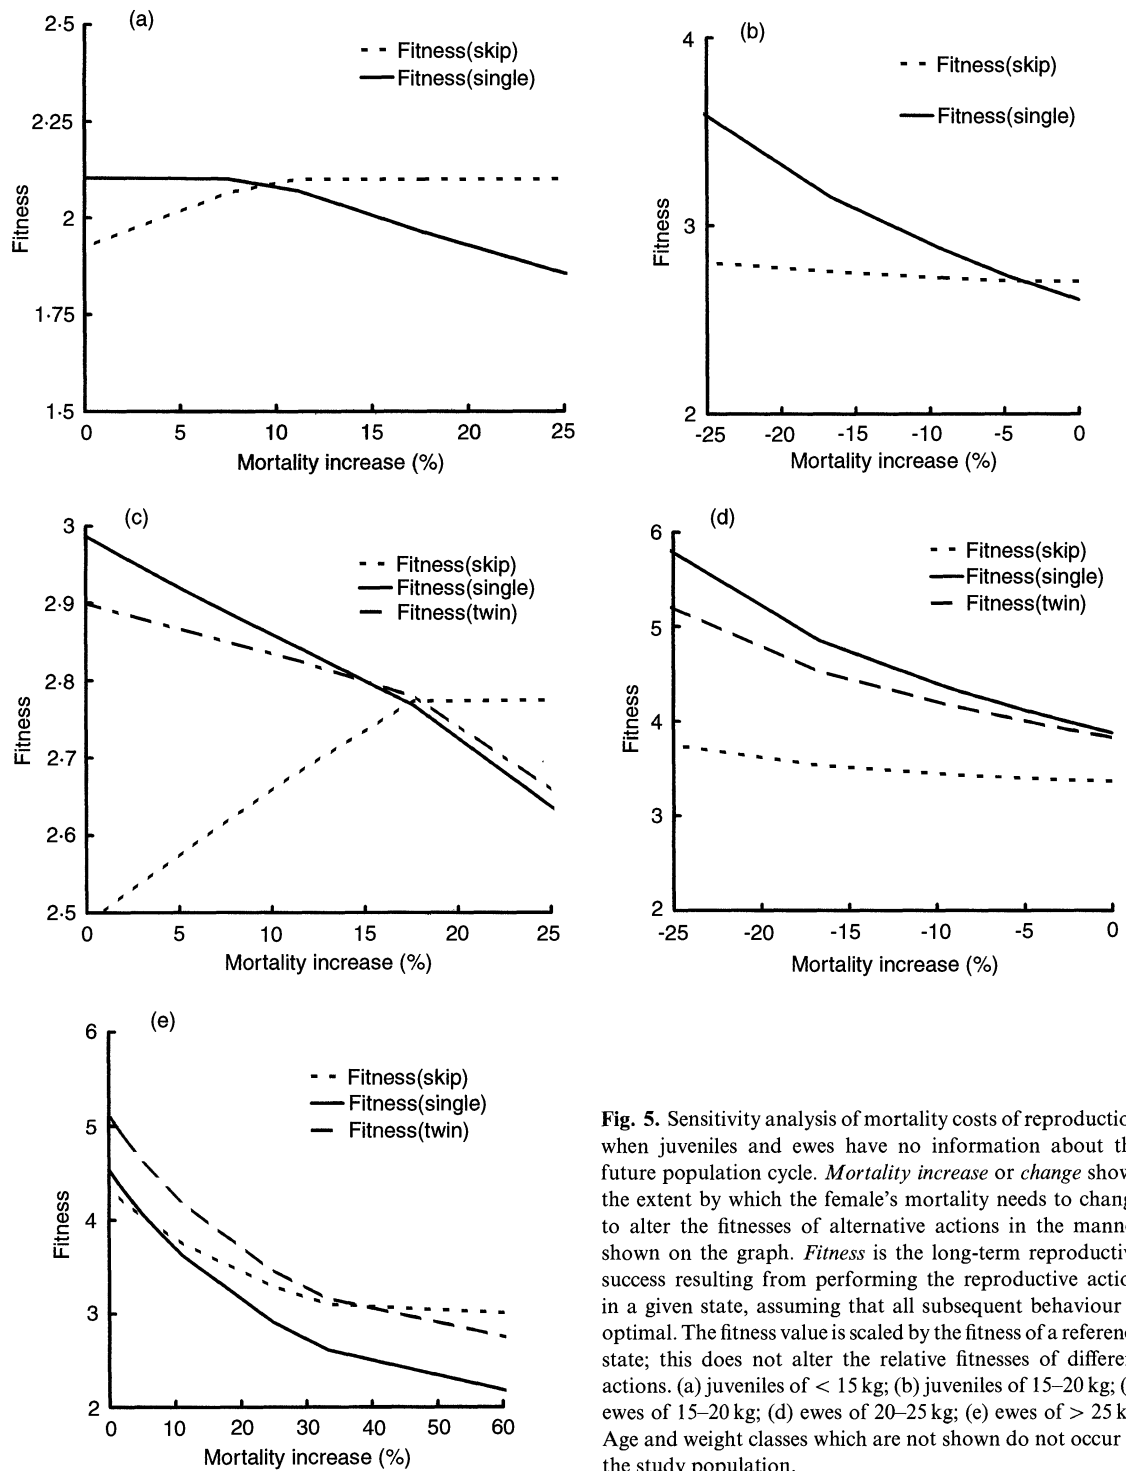 (a)
2·5
2·25
2
1·75
1·5
Fitness
Fitness(skip)
Fitness(single)
0 5 10 15 20 25
Mortality increase (%)
(b)
4
3
2
Fitness
Fitness(skip)
Fitness(single)
-25 -20 -15 -10 -5 0
Mortality increase (%)
(c)
3
2·9
2·8
2·7
2·6
2·5
Fitness
Fitness(skip)
Fitness(single)
Fitness(twin)
0 5 10 15 20 25
Mortality increase (%)
(d)
6
5
4
3
2
Fitness
Fitness(skip)
Fitness(single)
Fitness(twin)
-25 -20 -15 -10 -5 0
Mortality increase (%)
(e)
6
5
4
3
2
Fitness
Fitness(skip)
Fitness(single)
Fitness(twin)
0 10 20 30 40 50 60
Mortality increase (%)
Fig. 5. Sensitivity analysis of mortality costs of reproductio
when juveniles and ewes have no information about th
future population cycle. Mortality increase or change show
the extent by which the female's mortality needs to chang
to alter the fitnesses of alternative actions in the manne
shown on the graph. Fitness is the long-term reproductiv
success resulting from performing the reproductive actio
in a given state, assuming that all subsequent behaviour
optimal. The fitness value is scaled by the fitness of a referen
state; this does not alter the relative fitnesses of differe
actions. (a) juveniles of < 15 kg; (b) juveniles of 15–20 kg; (
ewes of 15–20 kg; (d) ewes of 20–25 kg; (e) ewes of > 25 k
Age and weight classes which are not shown do not occur
the study population.